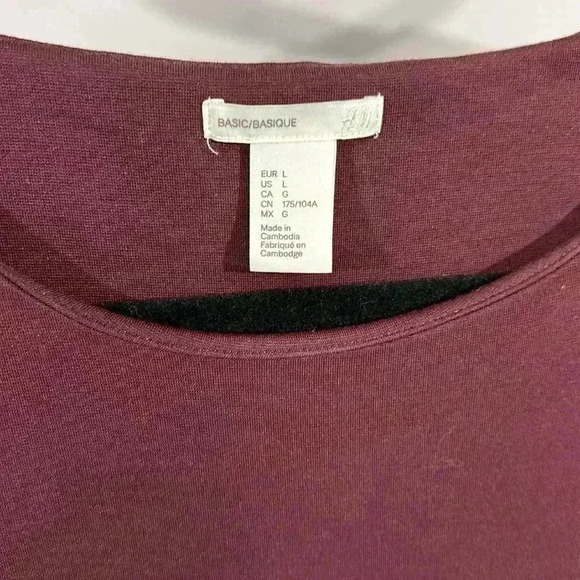 BASIC/BASIQUE
EUR L
US L
CA G
CN 175/104A
MX G
Made in
Cambodia
Fabriqué en
Cambodge